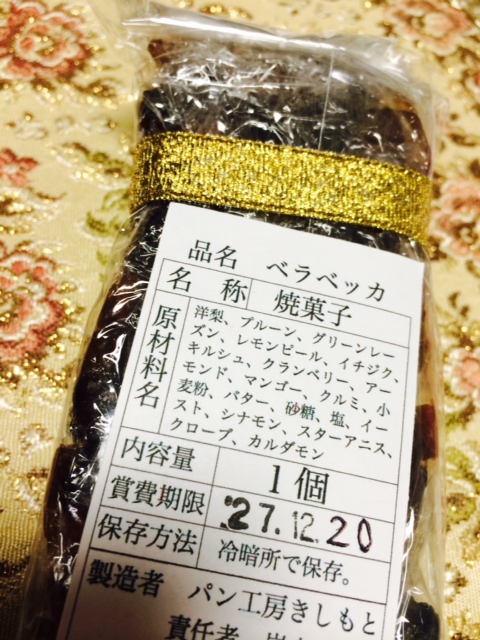 品名 ベラベッカ
名称 焼菓子
原材料名
洋梨、プルーン、グリーンレー
ズン、レモンピール、イチジク、
キルシュ、クランベリー、アー
モンド、マンゴー、クルミ、小
麦粉、バター、砂糖、塩、イー
スト、シナモン、スターアニス、
クローブ、カルダモン
内容量 1個
賞費期限 27.12.20
保存方法 冷暗所で保存。
製造者 パン工房きしもと
責任者